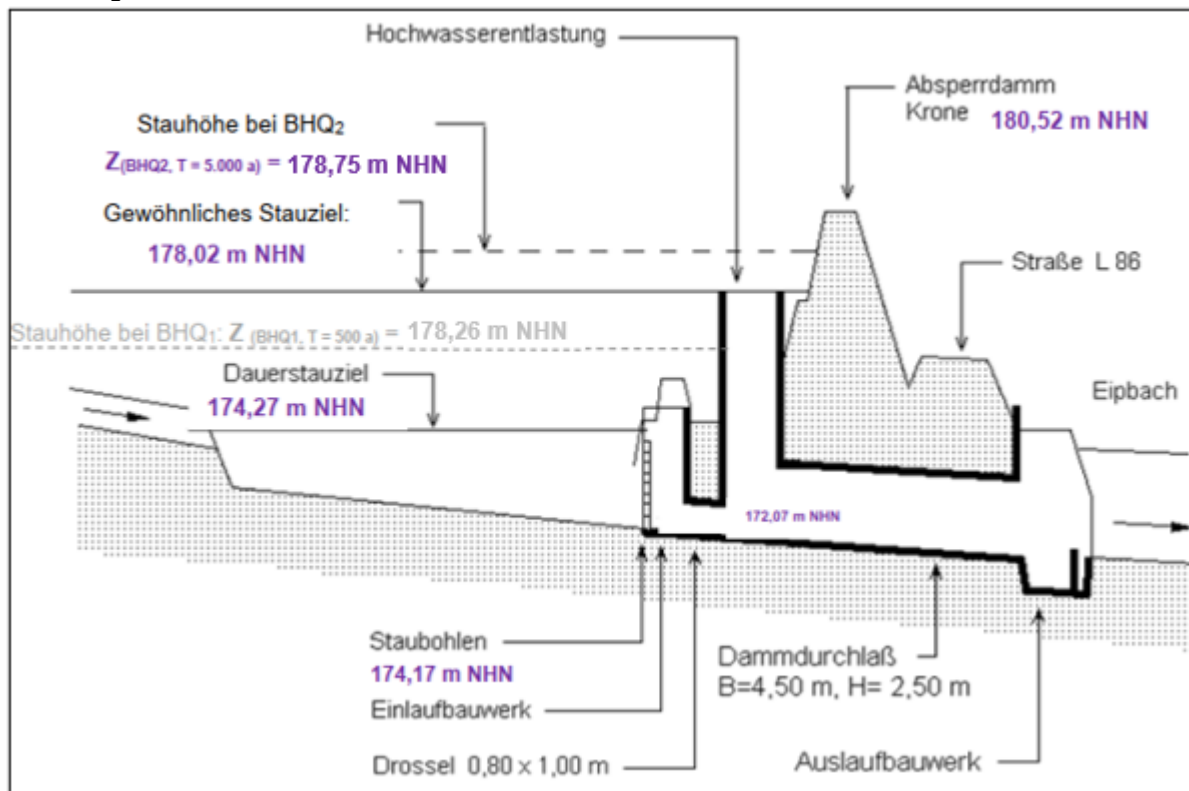 Hochwasserentlastung
Absperrdamm
Krone 180,52 m NHN
Stauhöhe bei BHQ₂
Z(BHQ2, T = 5.000 a) = 178,75 m NHN
Gewöhnliches Stauziel:
178,02 m NHN
Straße L 86
Stauhöhe bei BHQ₁: Z (BHQ1, T = 500 a) = 178,26 m NHN
Dauerstauziel
174,27 m NHN
Eipbach
172,07 m NHN
Staubohlen
174,17 m NHN
Einlaufbauwerk
Drossel 0,80 x 1,00 m
Dammdurchlaß
B=4,50 m, H= 2,50 m
Auslaufbauwerk